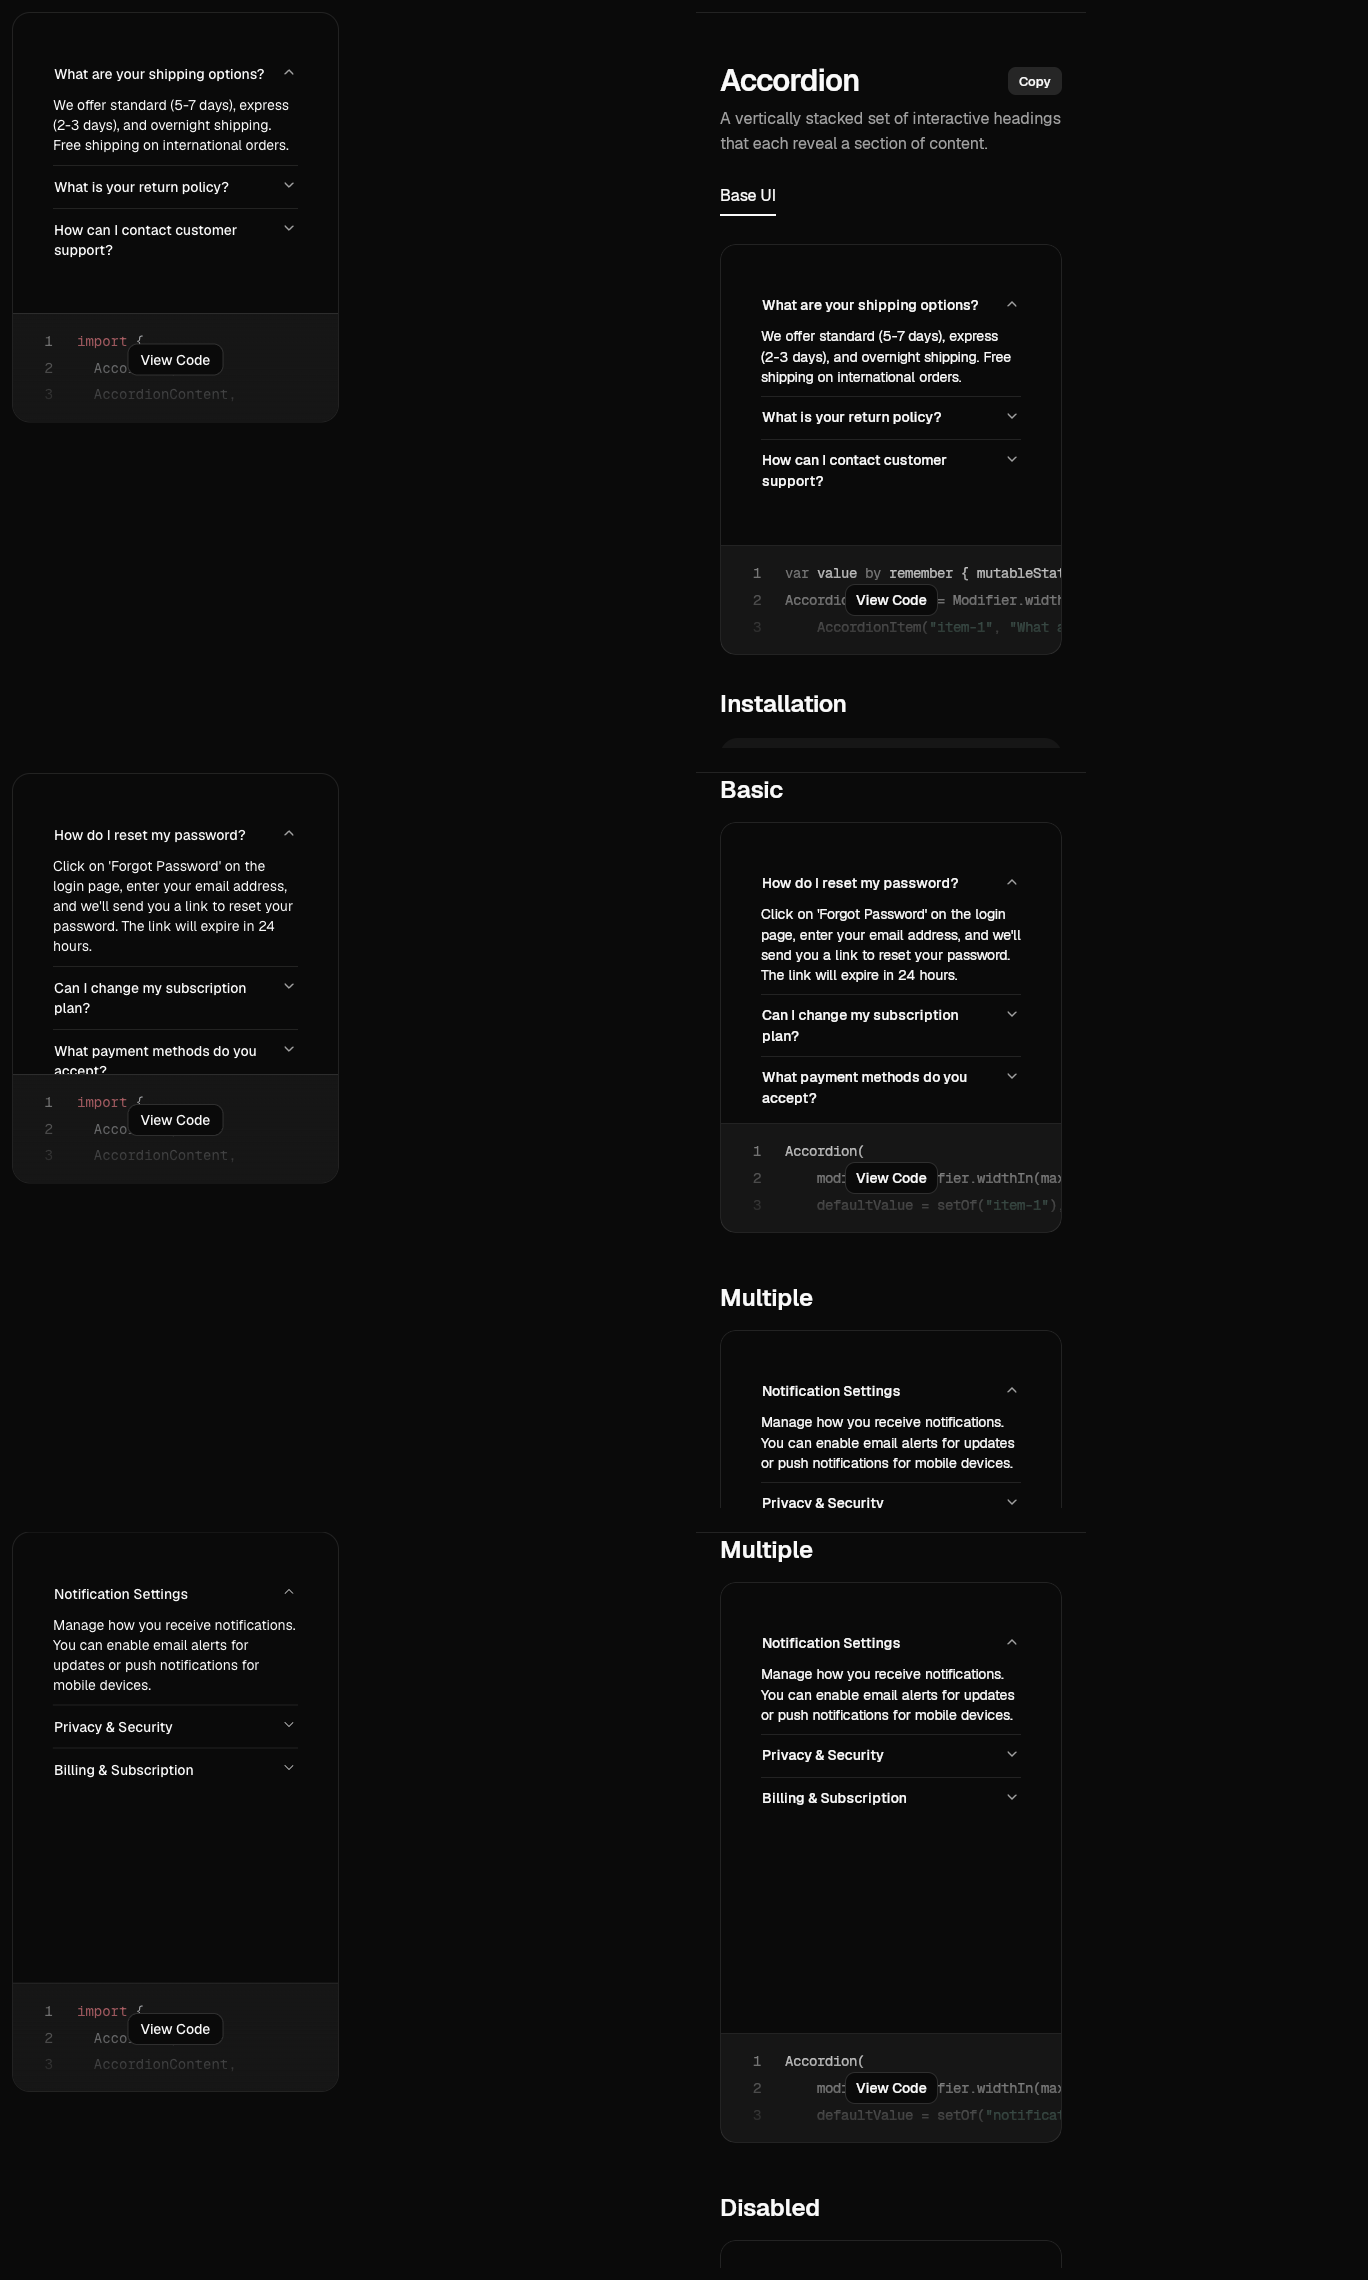 What are your shipping options?
We offer standard (5-7 days), express
(2-3 days), and overnight shipping.
Free shipping on international orders.
What is your return policy?
How can I contact customer
support?
1 import {
2 Acco
View Code
3 AccordionContent,
Accordion
Copy
A vertically stacked set of interactive headings
that each reveal a section of content.
Base UI
What are your shipping options?
We offer standard (5-7 days), express
(2-3 days), and overnight shipping. Free
shipping on international orders.
What is your return policy?
How can I contact customer
support?
1 var value by remember { mutableStat
2 Accordio = Modifier.width
View Code
3 AccordionItem("item-1", "What a
Installation
How do I reset my password?
Click on 'Forgot Password' on the
login page, enter your email address,
and we'll send you a link to reset your
password. The link will expire in 24
hours.
Can I change my subscription
plan?
What payment methods do you
accept?
1 import {
2 Acco
View Code
3 AccordionContent,
Basic
How do I reset my password?
Click on 'Forgot Password' on the login
page, enter your email address, and we'll
send you a link to reset your password.
The link will expire in 24 hours.
Can I change my subscription
plan?
What payment methods do you
accept?
1 Accordion(
2 modi fier.widthIn(max
View Code
3 defaultValue = setOf("item-1"),
Multiple
Notification Settings
Manage how you receive notifications.
You can enable email alerts for updates
or push notifications for mobile devices.
Privacy & Security
Notification Settings
Manage how you receive notifications.
You can enable email alerts for
updates or push notifications for
mobile devices.
Privacy & Security
Billing & Subscription
1 import {
2 Acco
View Code
3 AccordionContent,
Multiple
Notification Settings
Manage how you receive notifications.
You can enable email alerts for updates
or push notifications for mobile devices.
Privacy & Security
Billing & Subscription
1 Accordion(
2 modi fier.widthIn(max
View Code
3 defaultValue = setOf("notificat
Disabled